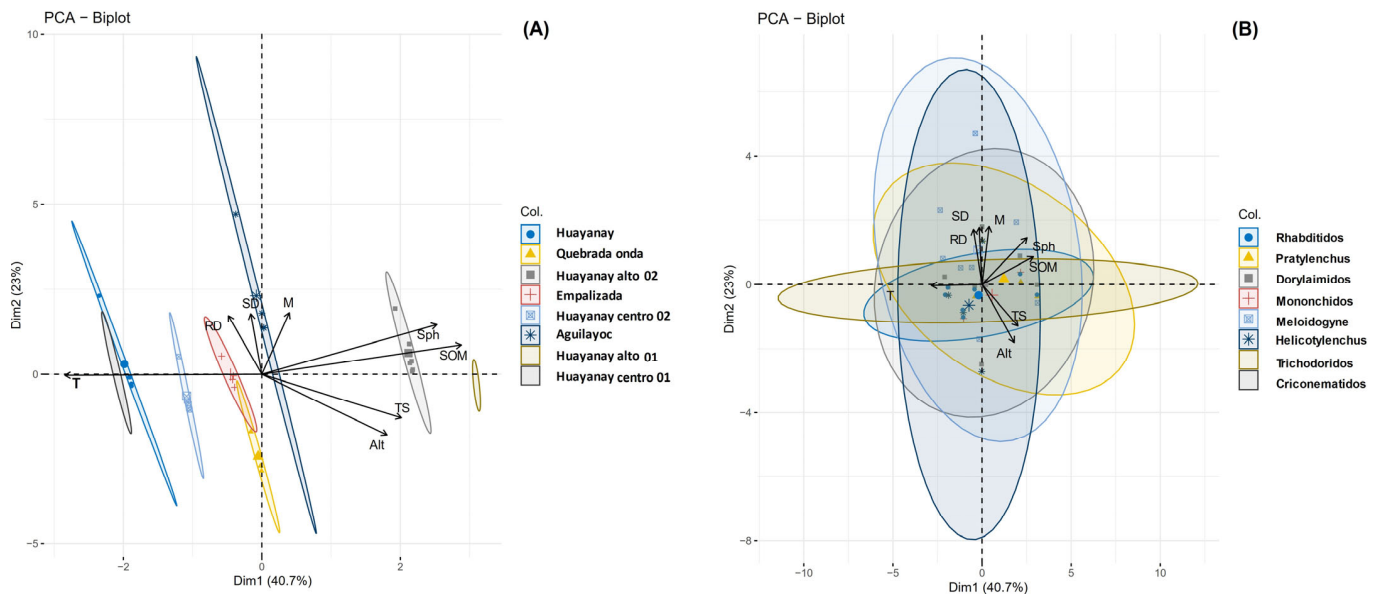 PCA – Biplot
(A)
10
5
0
−5
Dim2 (23%)
−2
0
2
Dim1 (40.7%)
RD
SD
M
Sph
SOM
T
TS
Alt
Col.
Huayanay
Quebrada onda
Huayanay alto 02
Empalizada
Huayanay centro 02
Aguilayoc
Huayanay alto 01
Huayanay centro 01
PCA – Biplot
(B)
4
0
−4
−8
Dim2 (23%)
−10
−5
0
5
10
Dim1 (40.7%)
SD
M
RD
Sph
SOM
T
TS
Alt
Col.
Rhabditidos
Pratylenchus
Dorylaimidos
Mononchidos
Meloidogyne
Helicotylenchus
Trichodoridos
Criconematidos